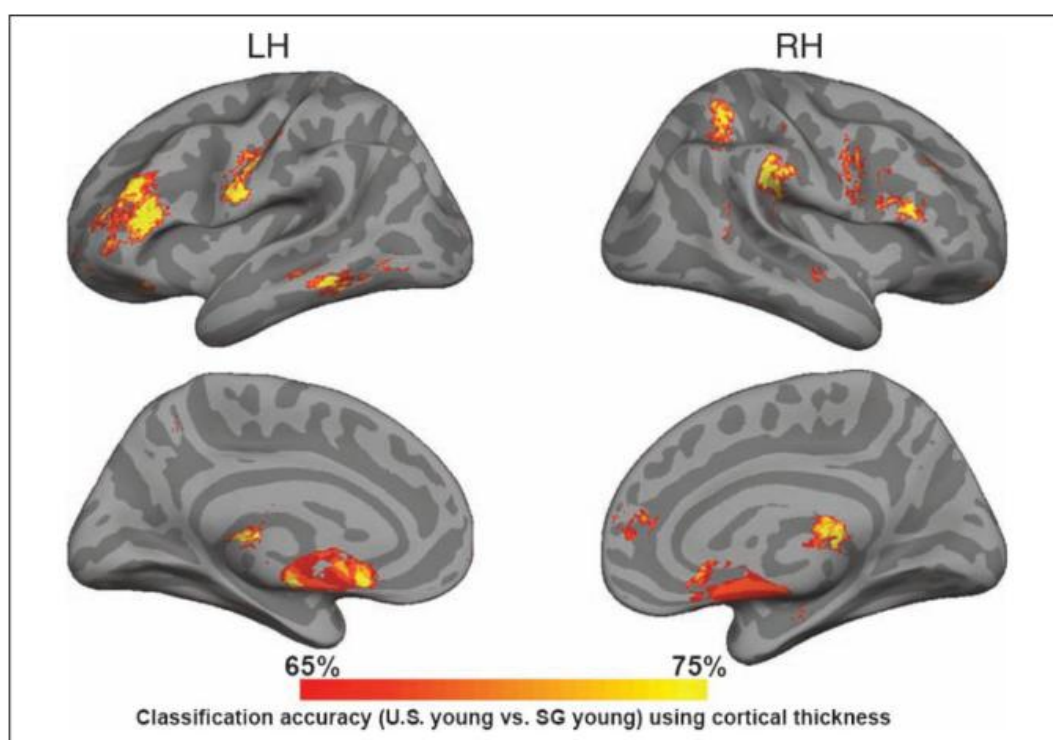 LH
RH
65%
75%
Classification accuracy (U.S. young vs. SG young) using cortical thickness